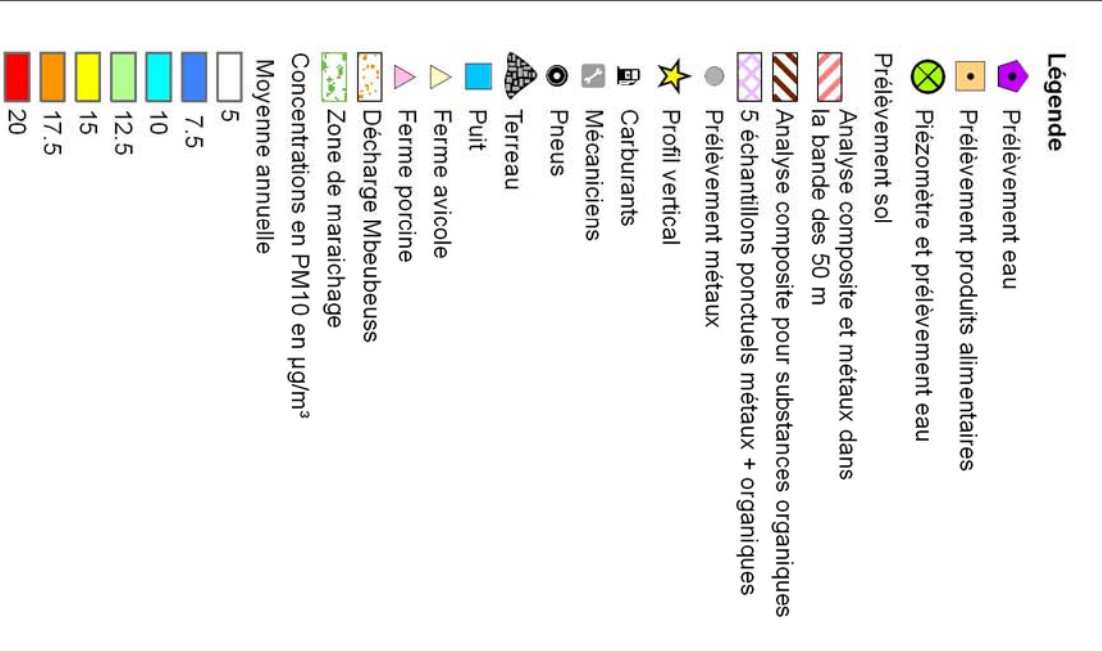 Légende
Prélèvement eau
Prélèvement produits alimentaires
Piézomètre et prélèvement eau
Prélèvement sol
Analyse composite et métaux dans
la bande des 50 m
Analyse composite pour substances organiques
5 échantillons ponctuels métaux + organiques
Prélèvement métaux
Profil vertical
Carburants
Mécaniciens
Pneus
Terreau
Puit
Ferme avicole
Ferme porcine
Décharge Mbeubeuss
Zone de maraichage
Concentrations en PM10 en µg/m³
Moyenne annuelle
5
7.5
10
12.5
15
17.5
20